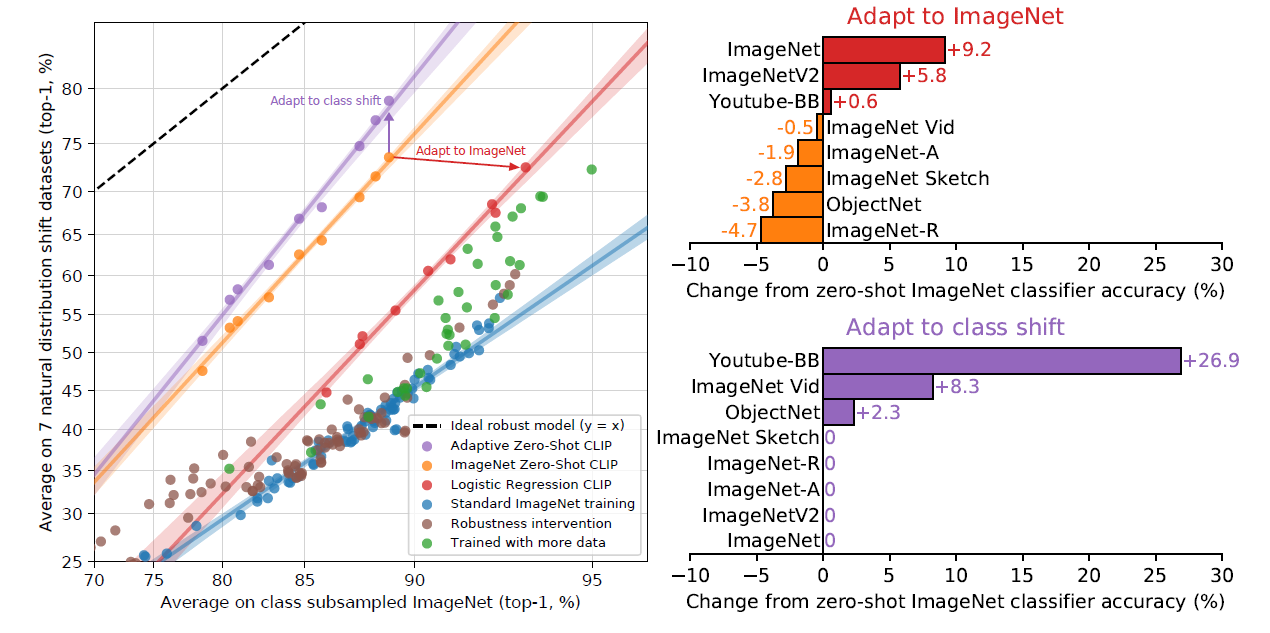 Average on 7 natural distribution shift datasets (top-1, %)
80
75
70
65
60
55
50
45
40
35
30
25
Adapt to class shift
Adapt to ImageNet
Ideal robust model (y = x)
Adaptive Zero-Shot CLIP
ImageNet Zero-Shot CLIP
Logistic Regression CLIP
Standard ImageNet training
Robustness intervention
Trained with more data
70 75 80 85 90 95
Average on class subsampled ImageNet (top-1, %)
Adapt to ImageNet
ImageNet +9.2
ImageNetV2 +5.8
Youtube-BB +0.6
-0.5 ImageNet Vid
-1.9 ImageNet-A
-2.8 ImageNet Sketch
-3.8 ObjectNet
-4.7 ImageNet-R
−10 −5 0 5 10 15 20 25 30
Change from zero-shot ImageNet classifier accuracy (%)
Adapt to class shift
Youtube-BB +26.9
ImageNet Vid +8.3
ObjectNet +2.3
ImageNet Sketch 0
ImageNet-R 0
ImageNet-A 0
ImageNetV2 0
ImageNet 0
−10 −5 0 5 10 15 20 25 30
Change from zero-shot ImageNet classifier accuracy (%)